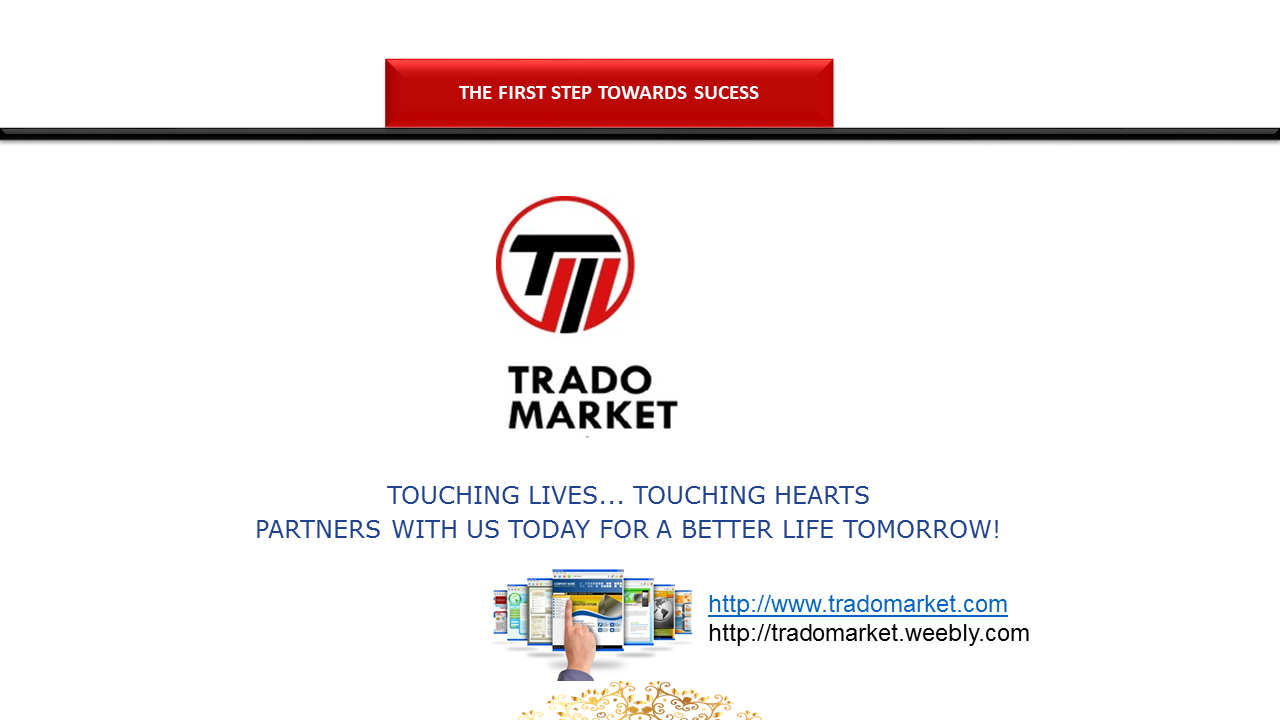 THE FIRST STEP TOWARDS SUCESS
TM
TRADO
MARKET
TOUCHING LIVES... TOUCHING HEARTS
PARTNERS WITH US TODAY FOR A BETTER LIFE TOMORROW!
http://www.tradomarket.com
http://tradomarket.weebly.com